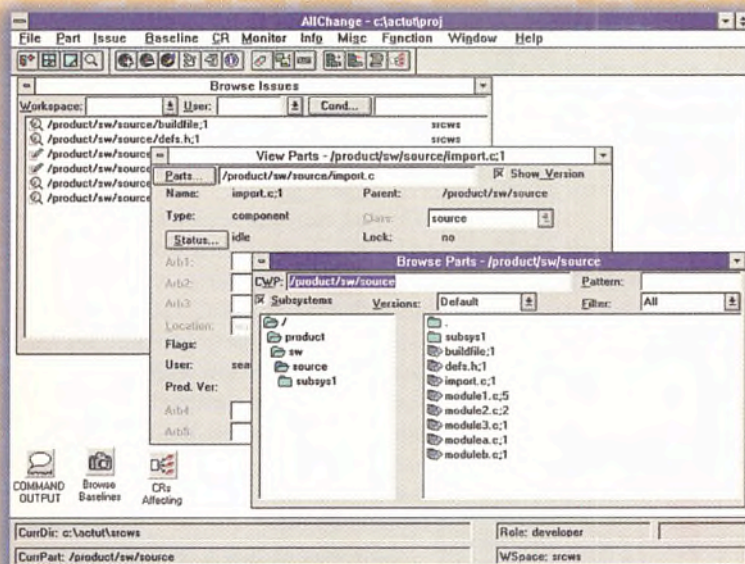 AllChange - c:\actut\proj
File Part Issue Baseline CR Monitor Info Misc Function Window Help
Browse Issues
Workspace: User: Cond...
/product/sw/source/buildfile;1 srcws
/product/sw/source/defs.h;1 srcws
/product/sw/source
/product/sw/source
/product/sw/source
/product/sw/source
View Parts - /product/sw/source/import.c;1
Parts... /product/sw/source/import.c Show Version
Name: import.c;1 Parent: /product/sw/source
Type: component Class: source
Status... idle Lock: no
Arb1:
Arb2:
Arb3
Location:
Flags:
User: sea
Pred. Ver:
Arb4:
Arb5:
Browse Parts - /product/sw/source
CWP: /product/sw/source Pattern:
Subsystems Versions: Default Filter: All
/
product
sw
source
subsys1
.
subsys1
buildfile;1
defs.h;1
import.c;1
module1.c;5
module2.c;2
module3.c;1
modulea.c;1
moduleb.c;1
COMMAND OUTPUT
Browse Baselines
CRs Affecting
CurrDir: c:\actut\srcws Role: developer
CurrPart: /product/sw/source WSpace: srcws